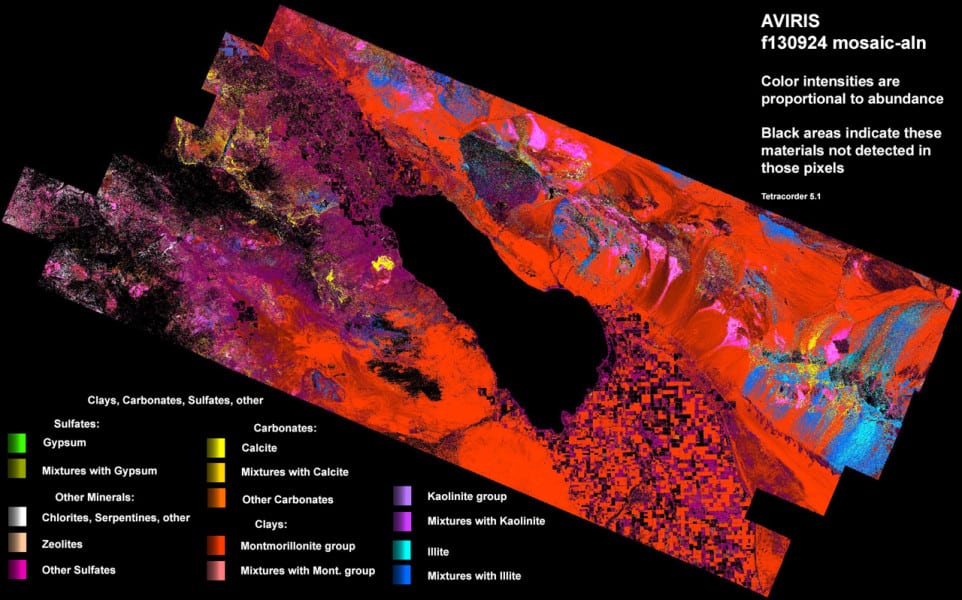 AVIRIS
f130924 mosaic-aln
Color intensities are
proportional to abundance
Black areas indicate these
materials not detected in
those pixels
Tetracorder 5.1
Clays, Carbonates, Sulfates, other
Sulfates:
Gypsum
Mixtures with Gypsum
Other Minerals:
Chlorites, Serpentines, other
Zeolites
Other Sulfates
Carbonates:
Calcite
Mixtures with Calcite
Other Carbonates
Clays:
Montmorillonite group
Mixtures with Mont. group
Kaolinite group
Mixtures with Kaolinite
Illite
Mixtures with Illite